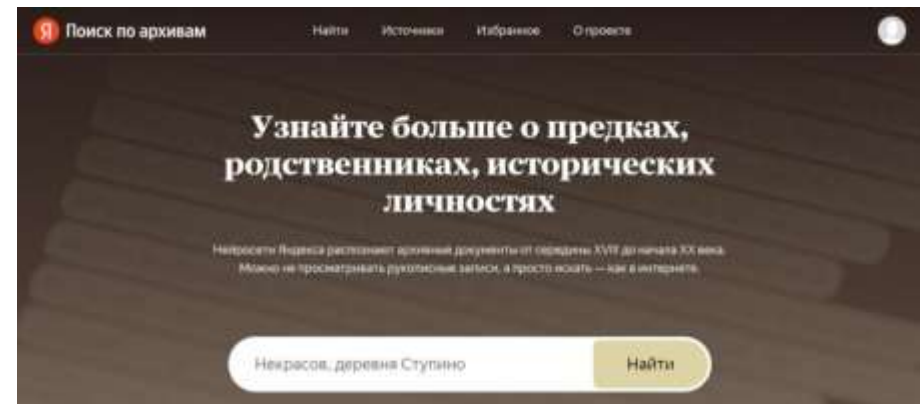 Я Поиск по архивам
Найти Источники Избранное О проекте
Узнайте больше о предках,
родственниках, исторических
личностях
Нейросети Яндекса распознают архивные документы от середины XVIII до начала XX века.
Можно не просматривать рукописные записи, а просто искать — как в интернете.
Некрасов, деревня Ступино
Найти